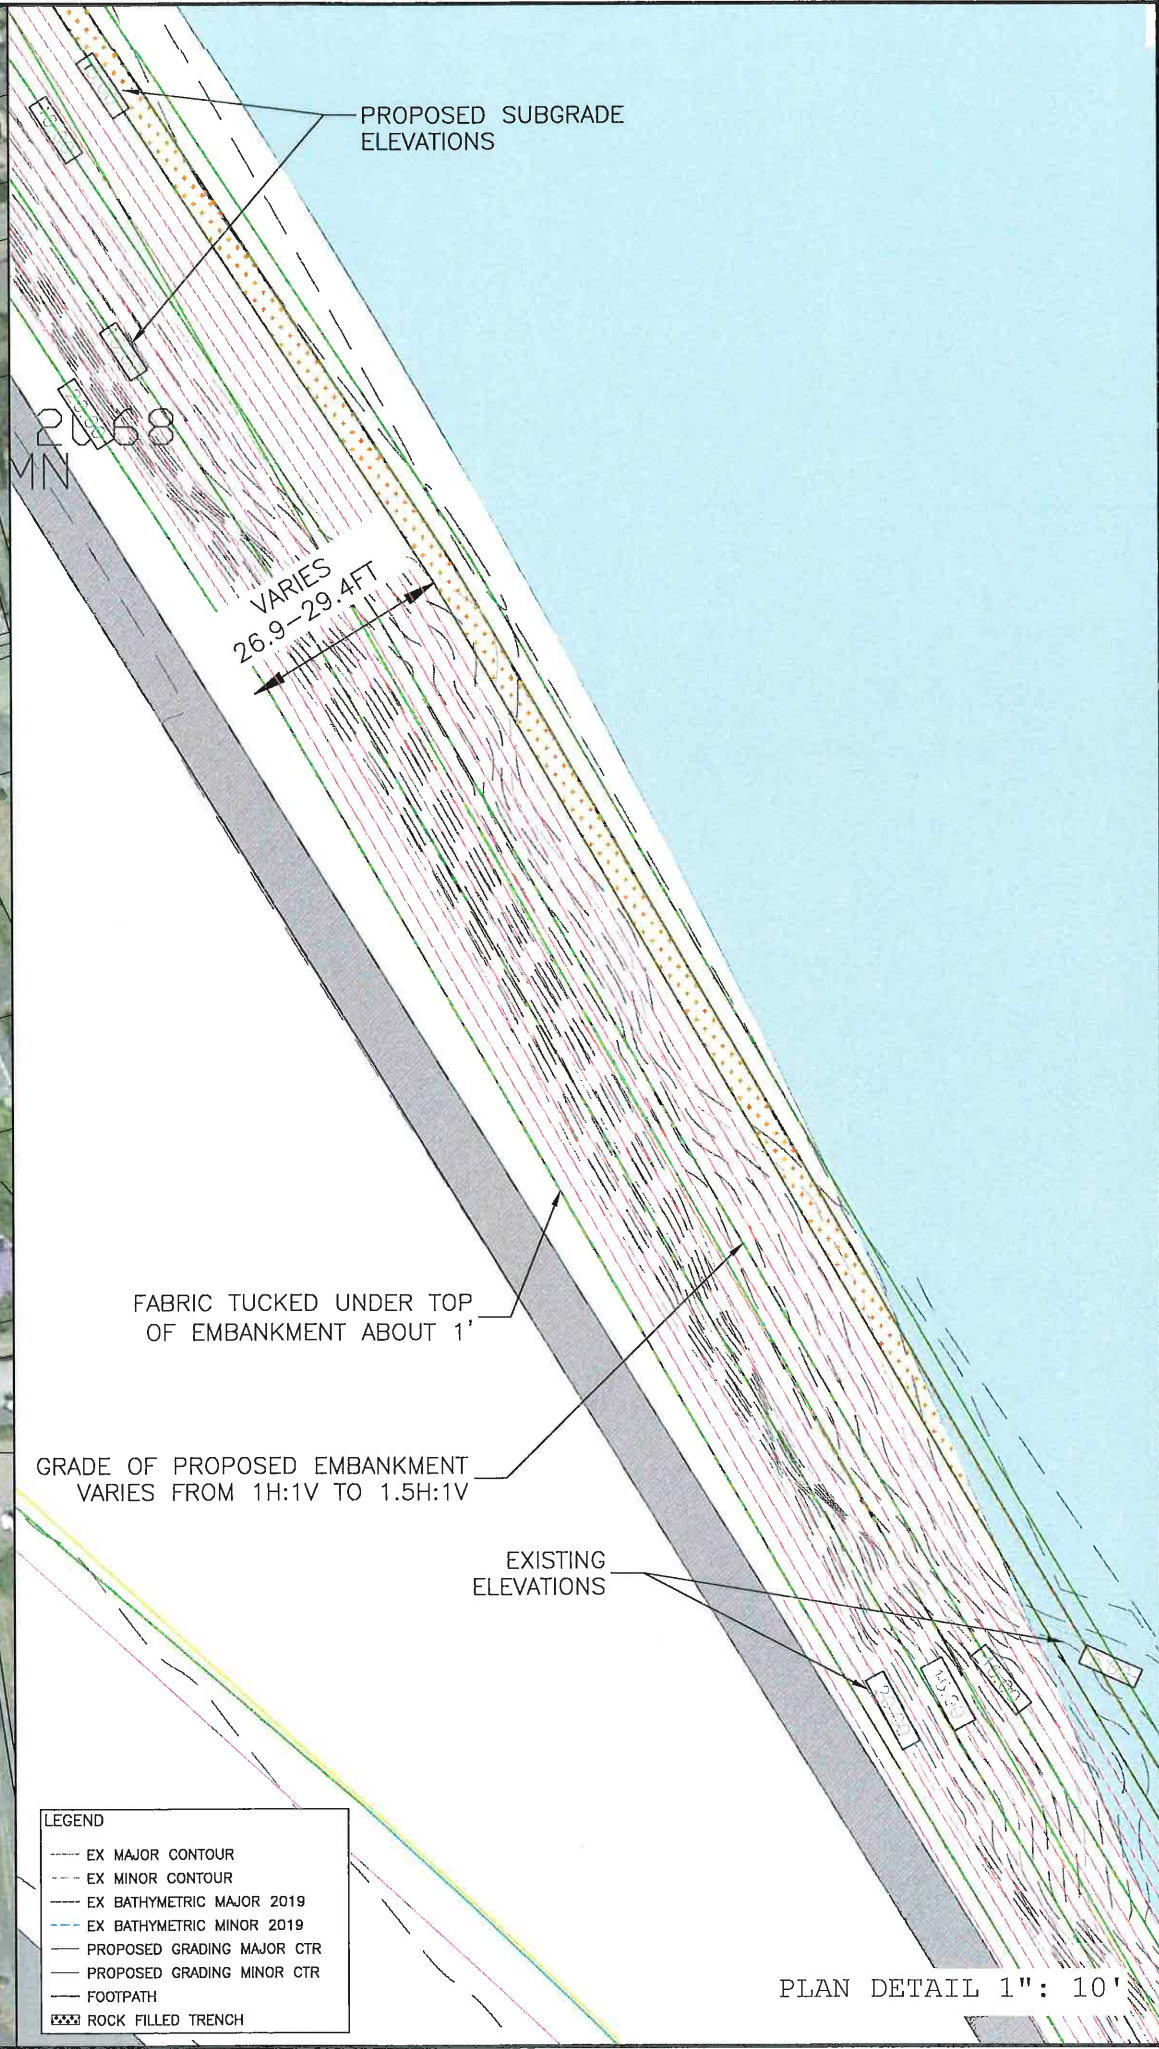 PROPOSED SUBGRADE
ELEVATIONS
MN
VARIES
26.9-29.4FT
FABRIC TUCKED UNDER TOP
OF EMBANKMENT ABOUT 1'
GRADE OF PROPOSED EMBANKMENT
VARIES FROM 1H:1V TO 1.5H:1V
EXISTING
ELEVATIONS
LEGEND
EX MAJOR CONTOUR
EX MINOR CONTOUR
EX BATHYMETRIC MAJOR 2019
EX BATHYMETRIC MINOR 2019
PROPOSED GRADING MAJOR CTR
PROPOSED GRADING MINOR CTR
FOOTPATH
ROCK FILLED TRENCH
PLAN DETAIL 1": 10'